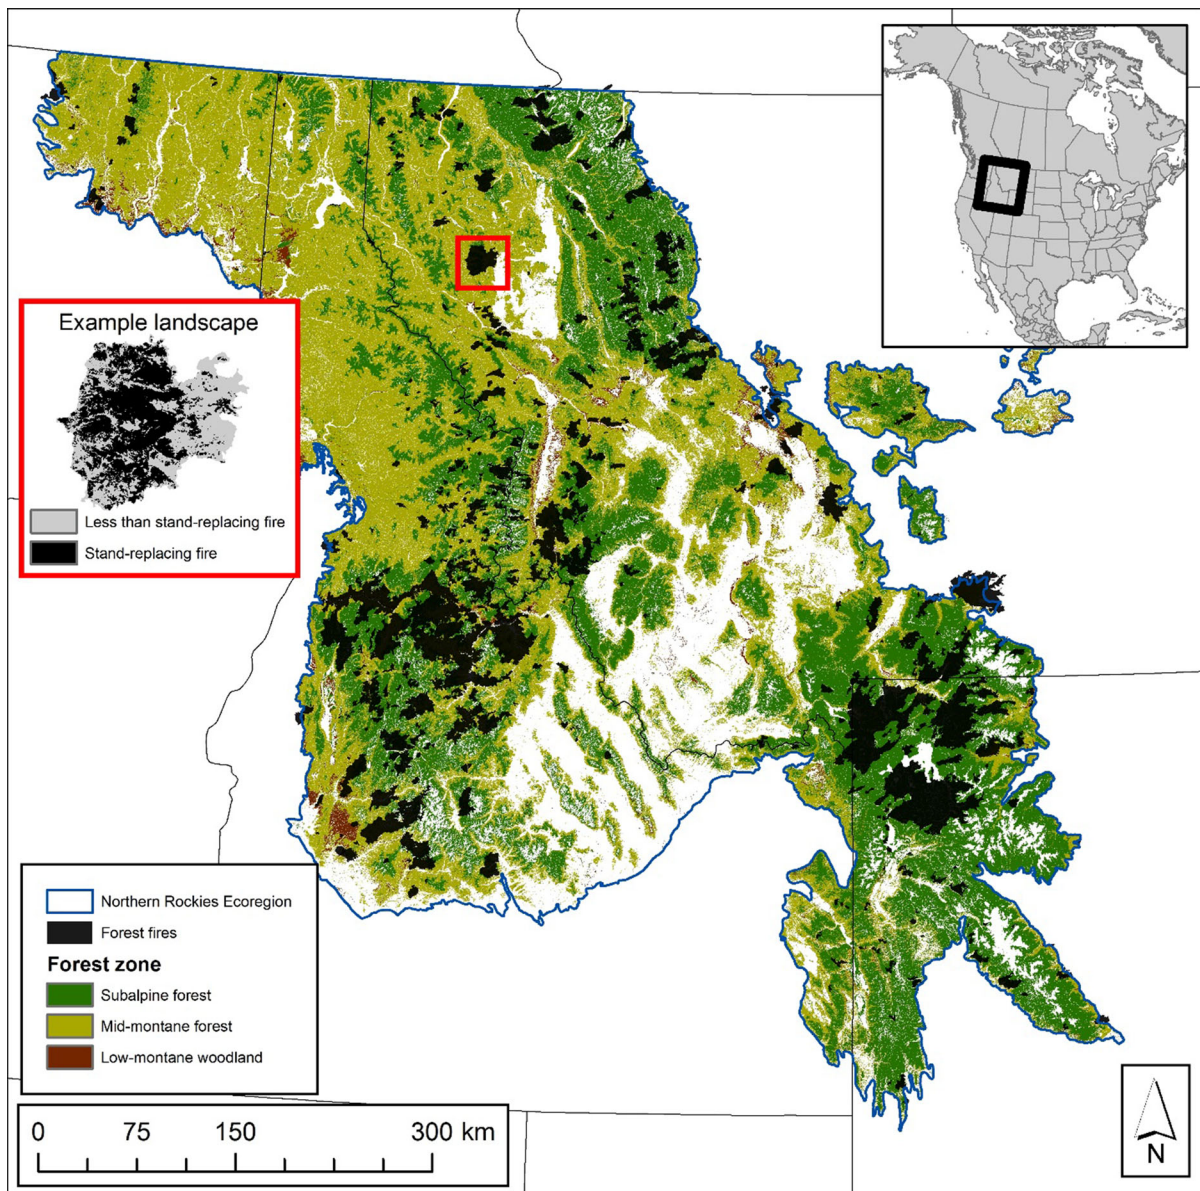 Example landscape
Less than stand-replacing fire
Stand-replacing fire
Northern Rockies Ecoregion
Forest fires
Forest zone
Subalpine forest
Mid-montane forest
Low-montane woodland
0 75 150 300 km
N